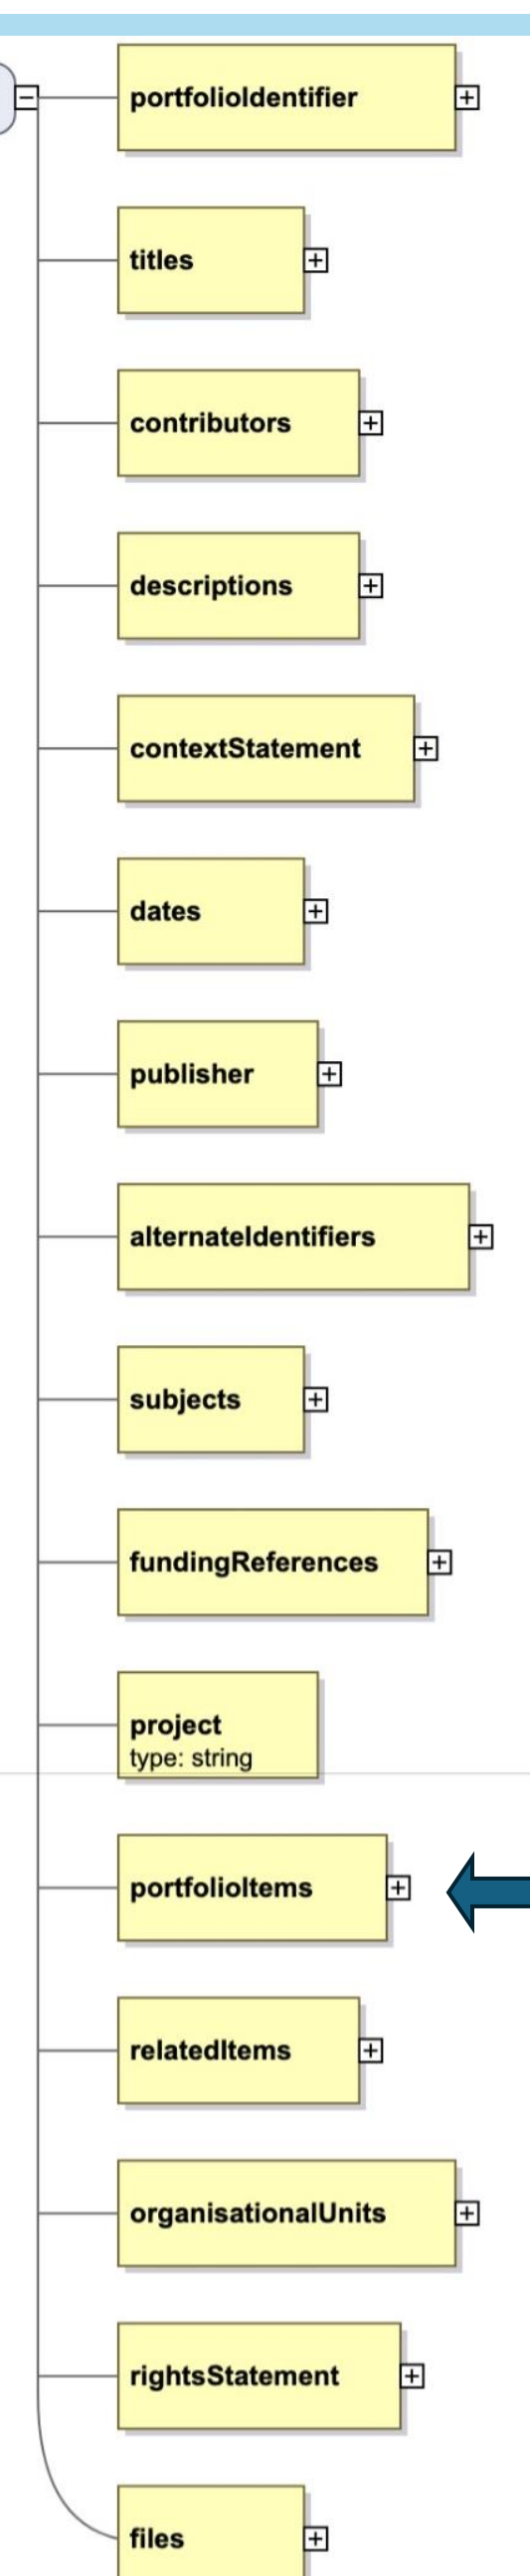 portfolioIdentifier
titles
contributors
descriptions
contextStatement
dates
publisher
alternateIdentifiers
subjects
fundingReferences
project
type: string
portfolioItems
relatedItems
organisationalUnits
rightsStatement
files